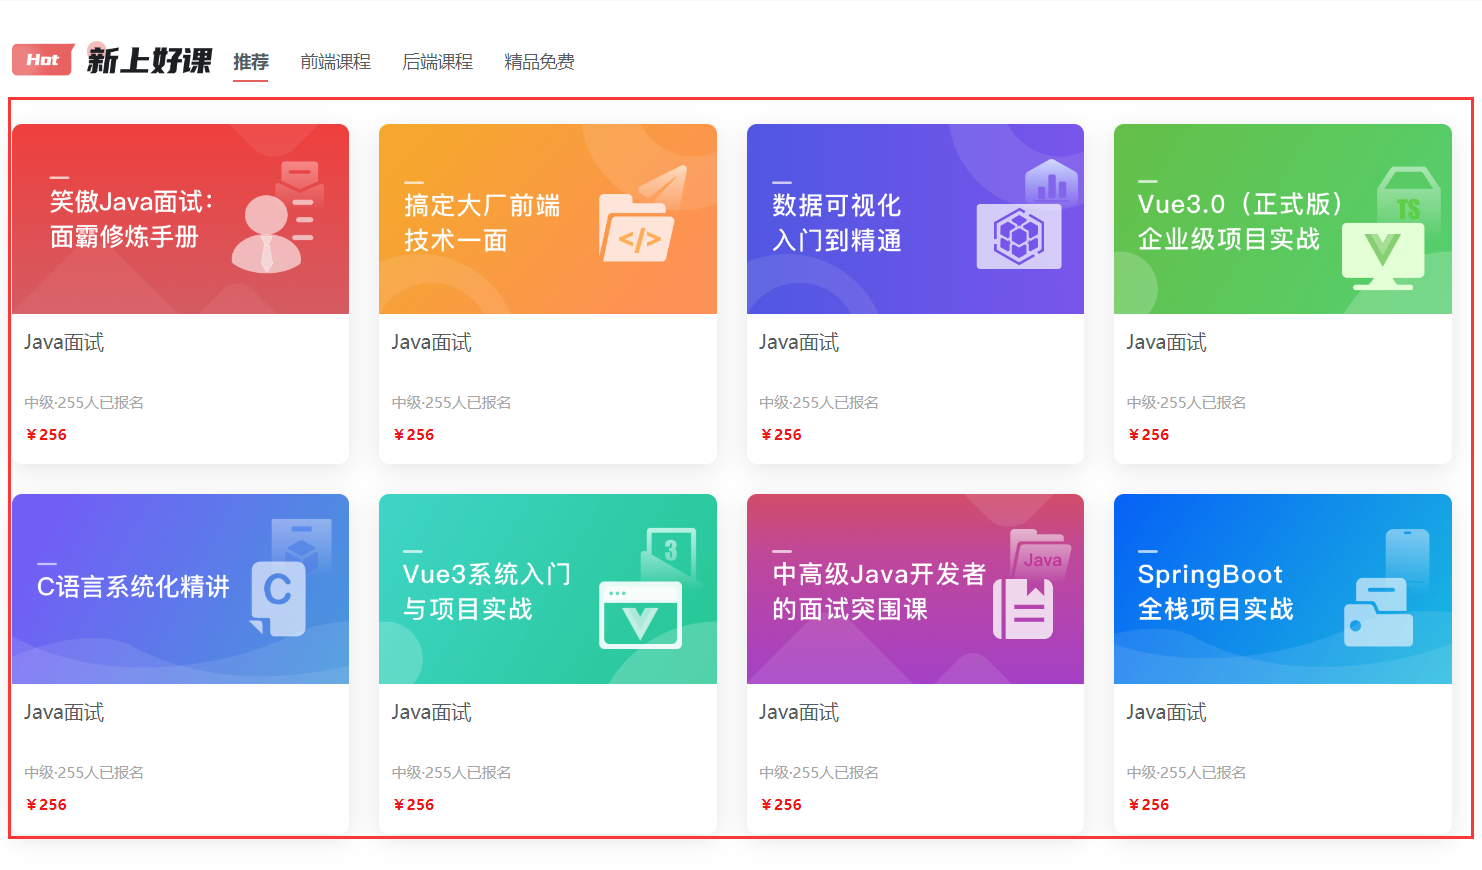 Hot 新上好课 推荐 前端课程 后端课程 精品免费
笑傲Java面试：
面霸修炼手册
搞定大厂前端
技术一面
</>
数据可视化
入门到精通
Vue3.0（正式版）
企业级项目实战
TS
Java面试 Java面试 Java面试 Java面试
中级·255人已报名 中级·255人已报名 中级·255人已报名 中级·255人已报名
￥256 ￥256 ￥256 ￥256
C语言系统化精讲
C
Vue3系统入门
与项目实战
3
中高级Java开发者
的面试突围课
Java
SpringBoot
全栈项目实战
Java面试 Java面试 Java面试 Java面试
中级·255人已报名 中级·255人已报名 中级·255人已报名 中级·255人已报名
￥256 ￥256 ￥256 ￥256